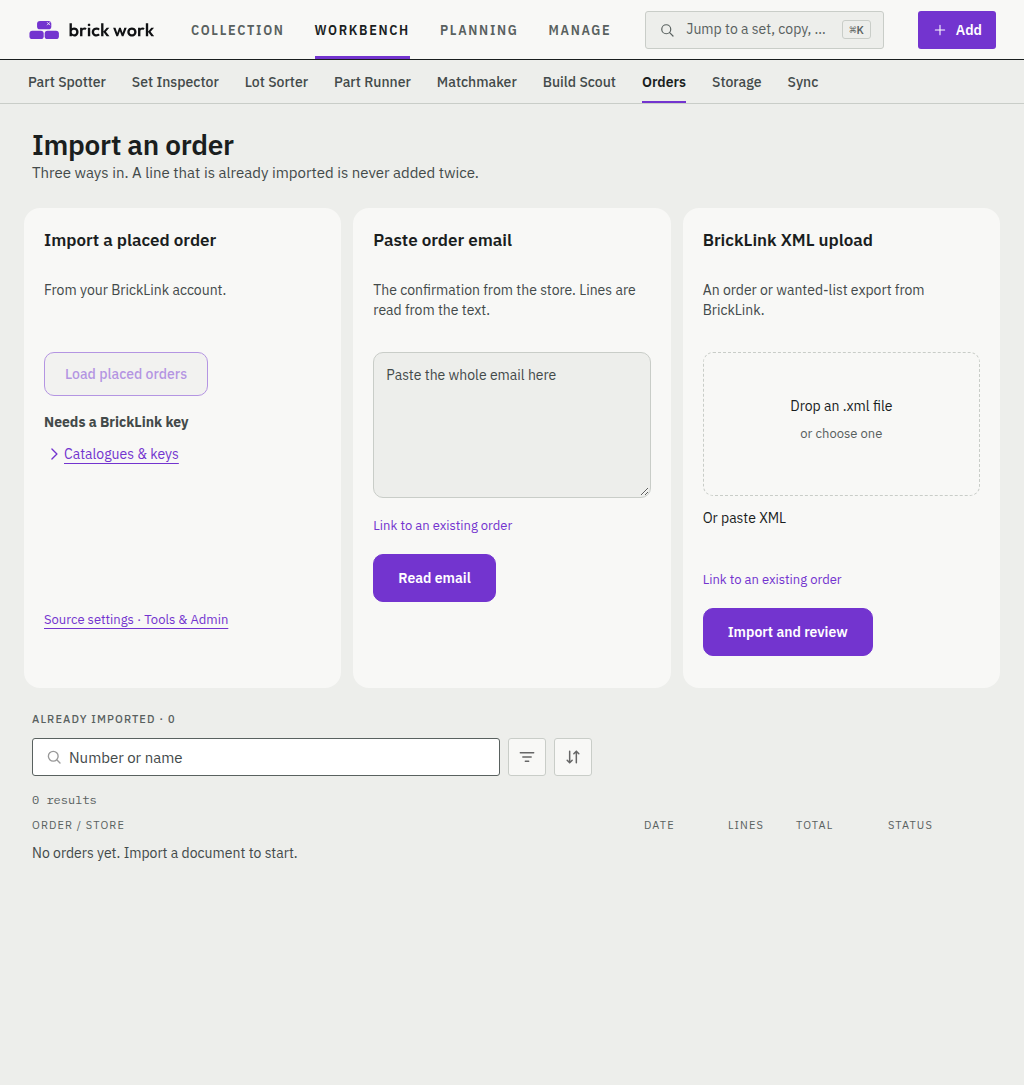 brick work
COLLECTION
WORKBENCH
PLANNING
MANAGE
Jump to a set, copy, ...
⌘K
Add
Part Spotter
Set Inspector
Lot Sorter
Part Runner
Matchmaker
Build Scout
Orders
Storage
Sync
Import an order
Three ways in. A line that is already imported is never added twice.
Import a placed order
From your BrickLink account.
Load placed orders
Needs a BrickLink key
Catalogues & keys
Source settings · Tools & Admin
Paste order email
The confirmation from the store. Lines are
read from the text.
Paste the whole email here
Link to an existing order
Read email
BrickLink XML upload
An order or wanted-list export from
BrickLink.
Drop an .xml file
or choose one
Or paste XML
Link to an existing order
Import and review
ALREADY IMPORTED · 0
Number or name
0 results
ORDER / STORE
DATE
LINES
TOTAL
STATUS
No orders yet. Import a document to start.